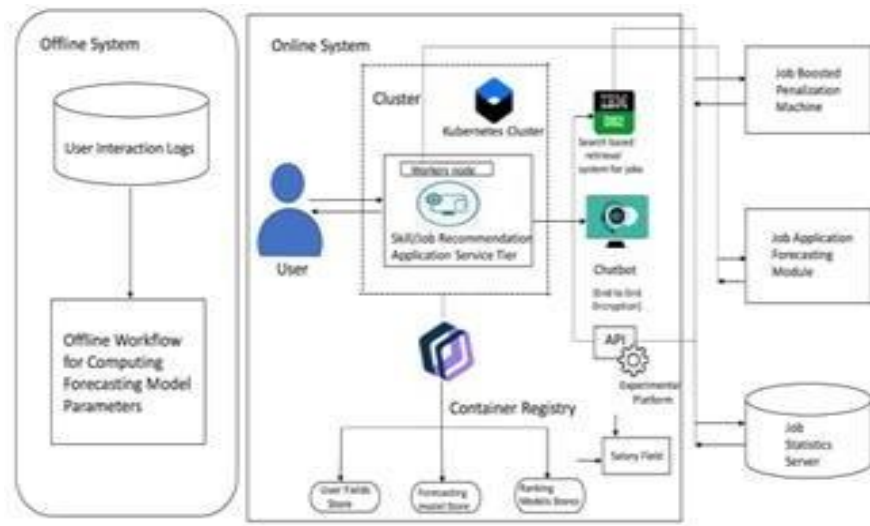 Offline System
User Interaction Logs
Offline Workflow
for Computing
Forecasting Model
Parameters
Online System
Cluster
Kubernetes Cluster
Workers node
Skill/Job Recommendation
Application Service Tier
User
IBM
DB2
Search based
retrieval
system for jobs
Chatbot
(End to End
Encryption)
API
Experimental
Platform
Container Registry
User Fields
Store
Forecasting
model Store
Ranking
Models Stores
Salary Field
Job Boosted
Penalization
Machine
Job Application
Forecasting
Module
Job
Statistics
Server